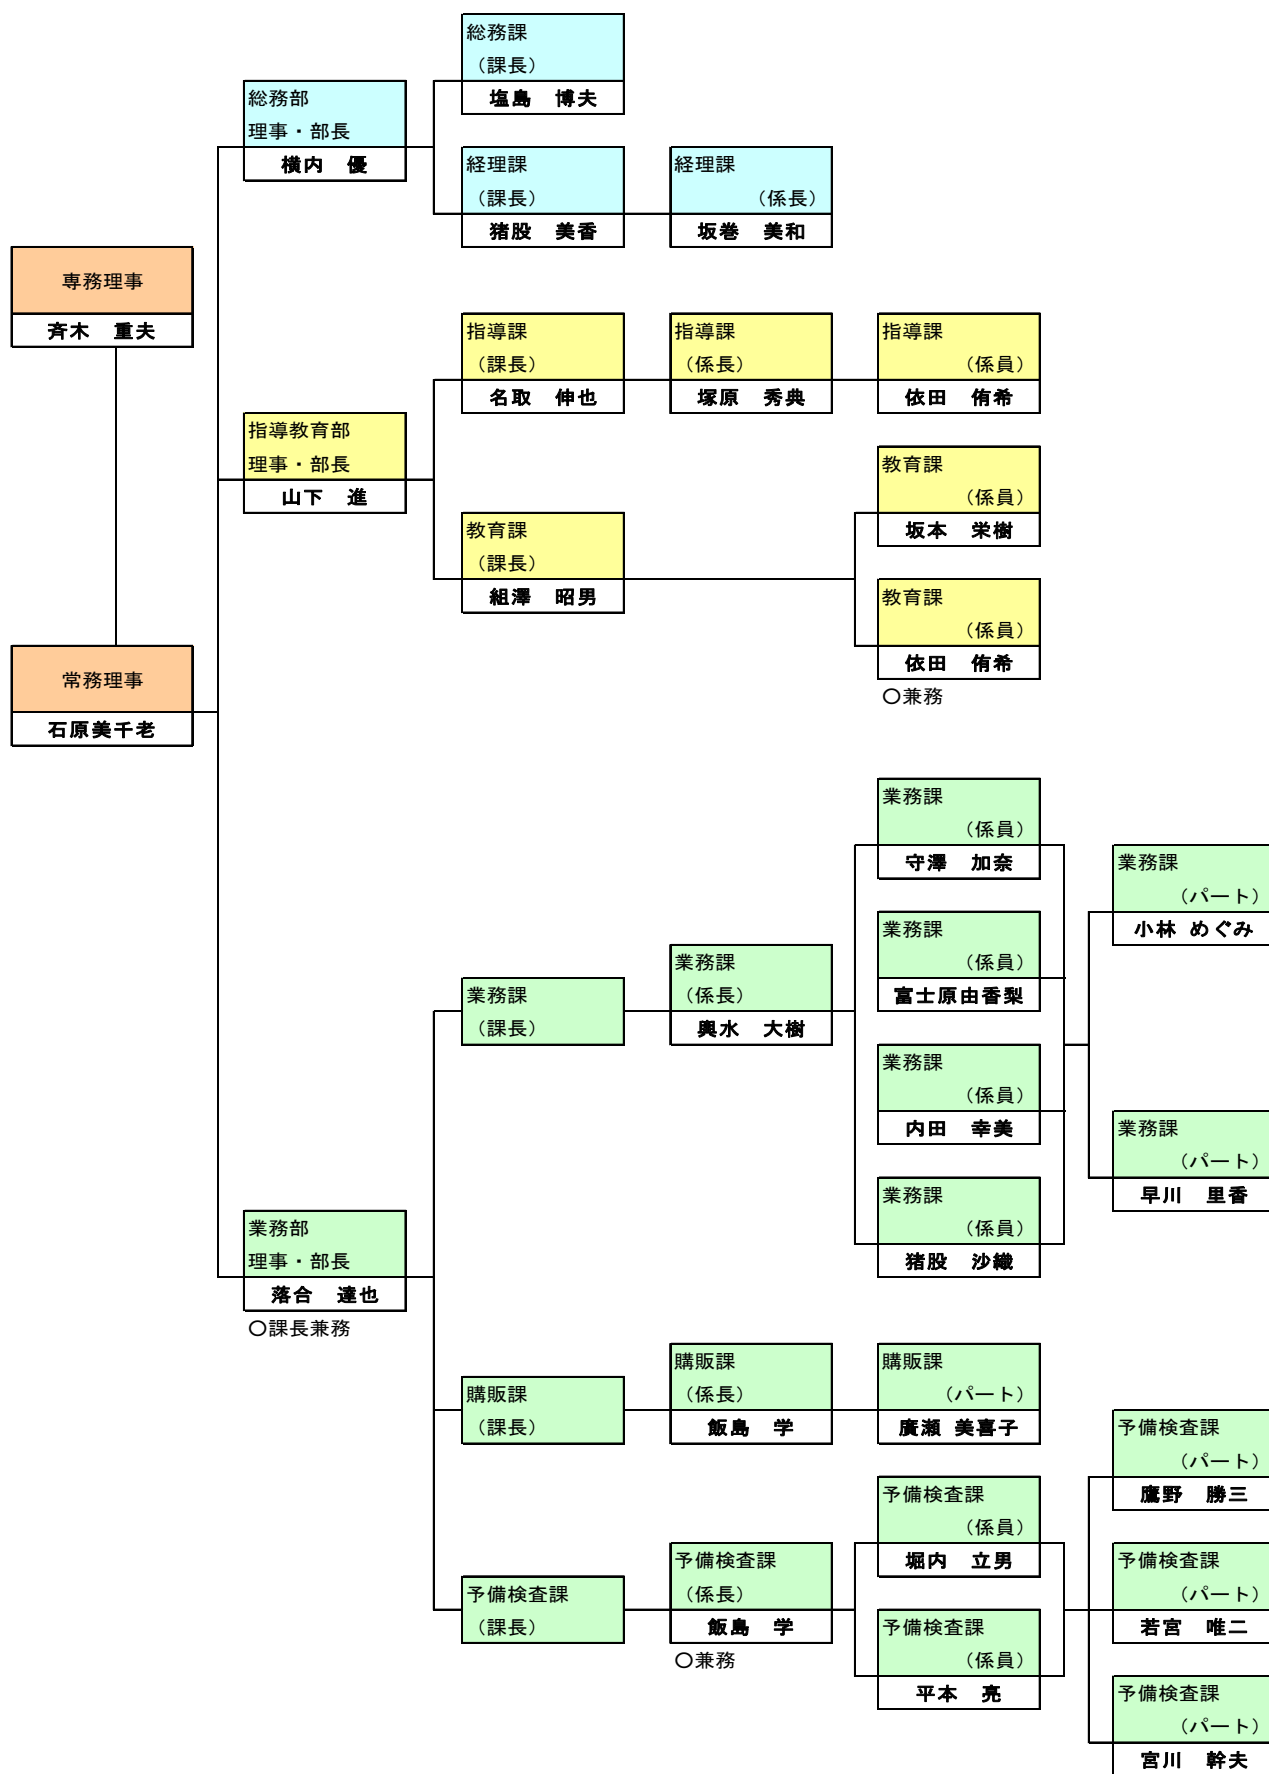 総務課
（課長）
塩島　博夫
総務部
理事・部長
横内　優
経理課
（課長）
猪股　美香
経理課
（係長）
坂巻　美和
専務理事
斉木　重夫
指導課
（課長）
名取　伸也
指導課
（係長）
塚原　秀典
指導課
（係員）
依田　侑希
指導教育部
理事・部長
山下　進
教育課
（課長）
組澤　昭男
教育課
（係員）
坂本　栄樹
教育課
（係員）
依田　侑希
〇兼務
常務理事
石原美千老
業務課
（係員）
守澤　加奈
業務課
（係員）
富士原由香梨
業務課
（課長）
業務課
（係長）
輿水　大樹
業務課
（係員）
内田　幸美
業務課
（係員）
猪股　沙織
業務課
（パート）
小林 めぐみ
業務課
（パート）
早川　里香
業務部
理事・部長
落合　達也
〇課長兼務
購販課
（課長）
購販課
（係長）
飯島　学
購販課
（パート）
廣瀬 美喜子
予備検査課
（課長）
予備検査課
（係長）
飯島　学
〇兼務
予備検査課
（係員）
堀内　立男
予備検査課
（係員）
平本　亮
予備検査課
（パート）
鷹野　勝三
予備検査課
（パート）
若宮　唯二
予備検査課
（パート）
宮川　幹夫